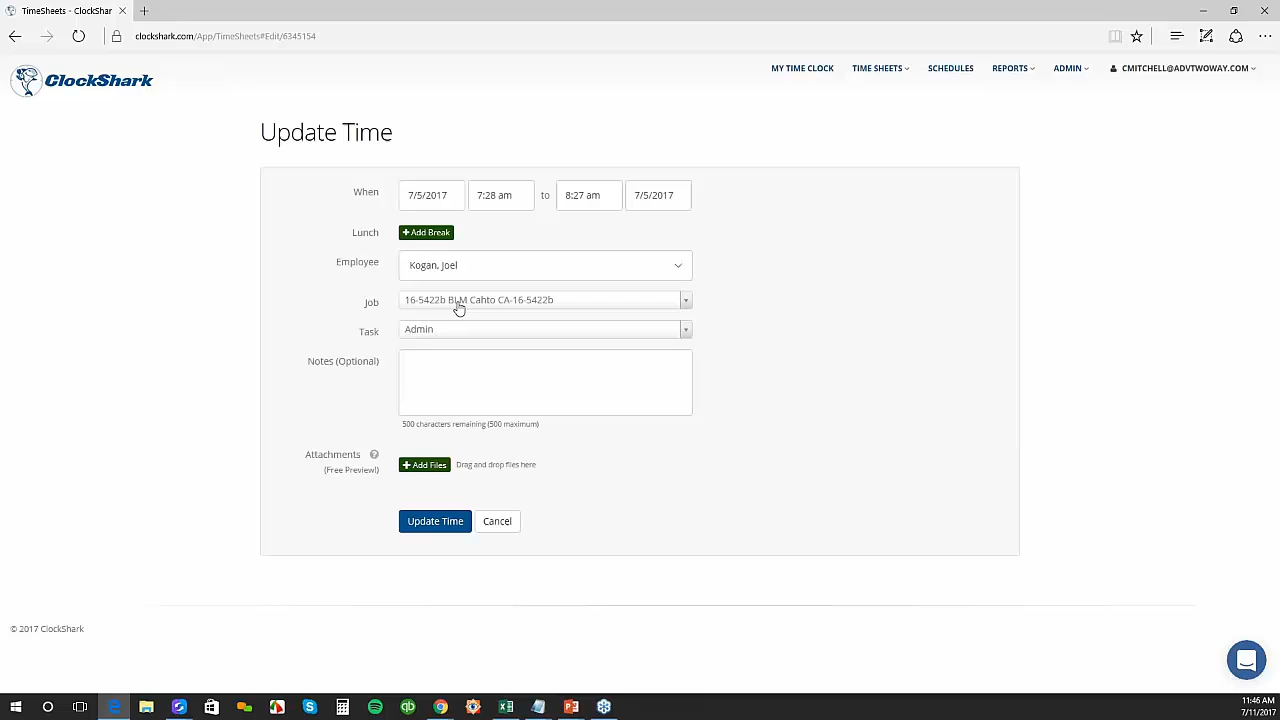 TimeSheets - ClockShar
clockshark.com/App/TimeSheets#Edit/6345154
ClockShark
MY TIME CLOCK
TIME SHEETS
SCHEDULES
REPORTS
ADMIN
CMITCHELL@ADVTWOWAY.COM
Update Time
When
7/5/2017
7:28 am
to
8:27 am
7/5/2017
Lunch
Add Break
Employee
Kogan, Joel
Job
16-5422b BLM Cahto CA-16-5422b
Task
Admin
Notes (Optional)
500 characters remaining (500 maximum)
Attachments
(Free Preview!)
Add Files
Drag and drop files here
Update Time
Cancel
© 2017 ClockShark
11:46 AM
7/11/2017